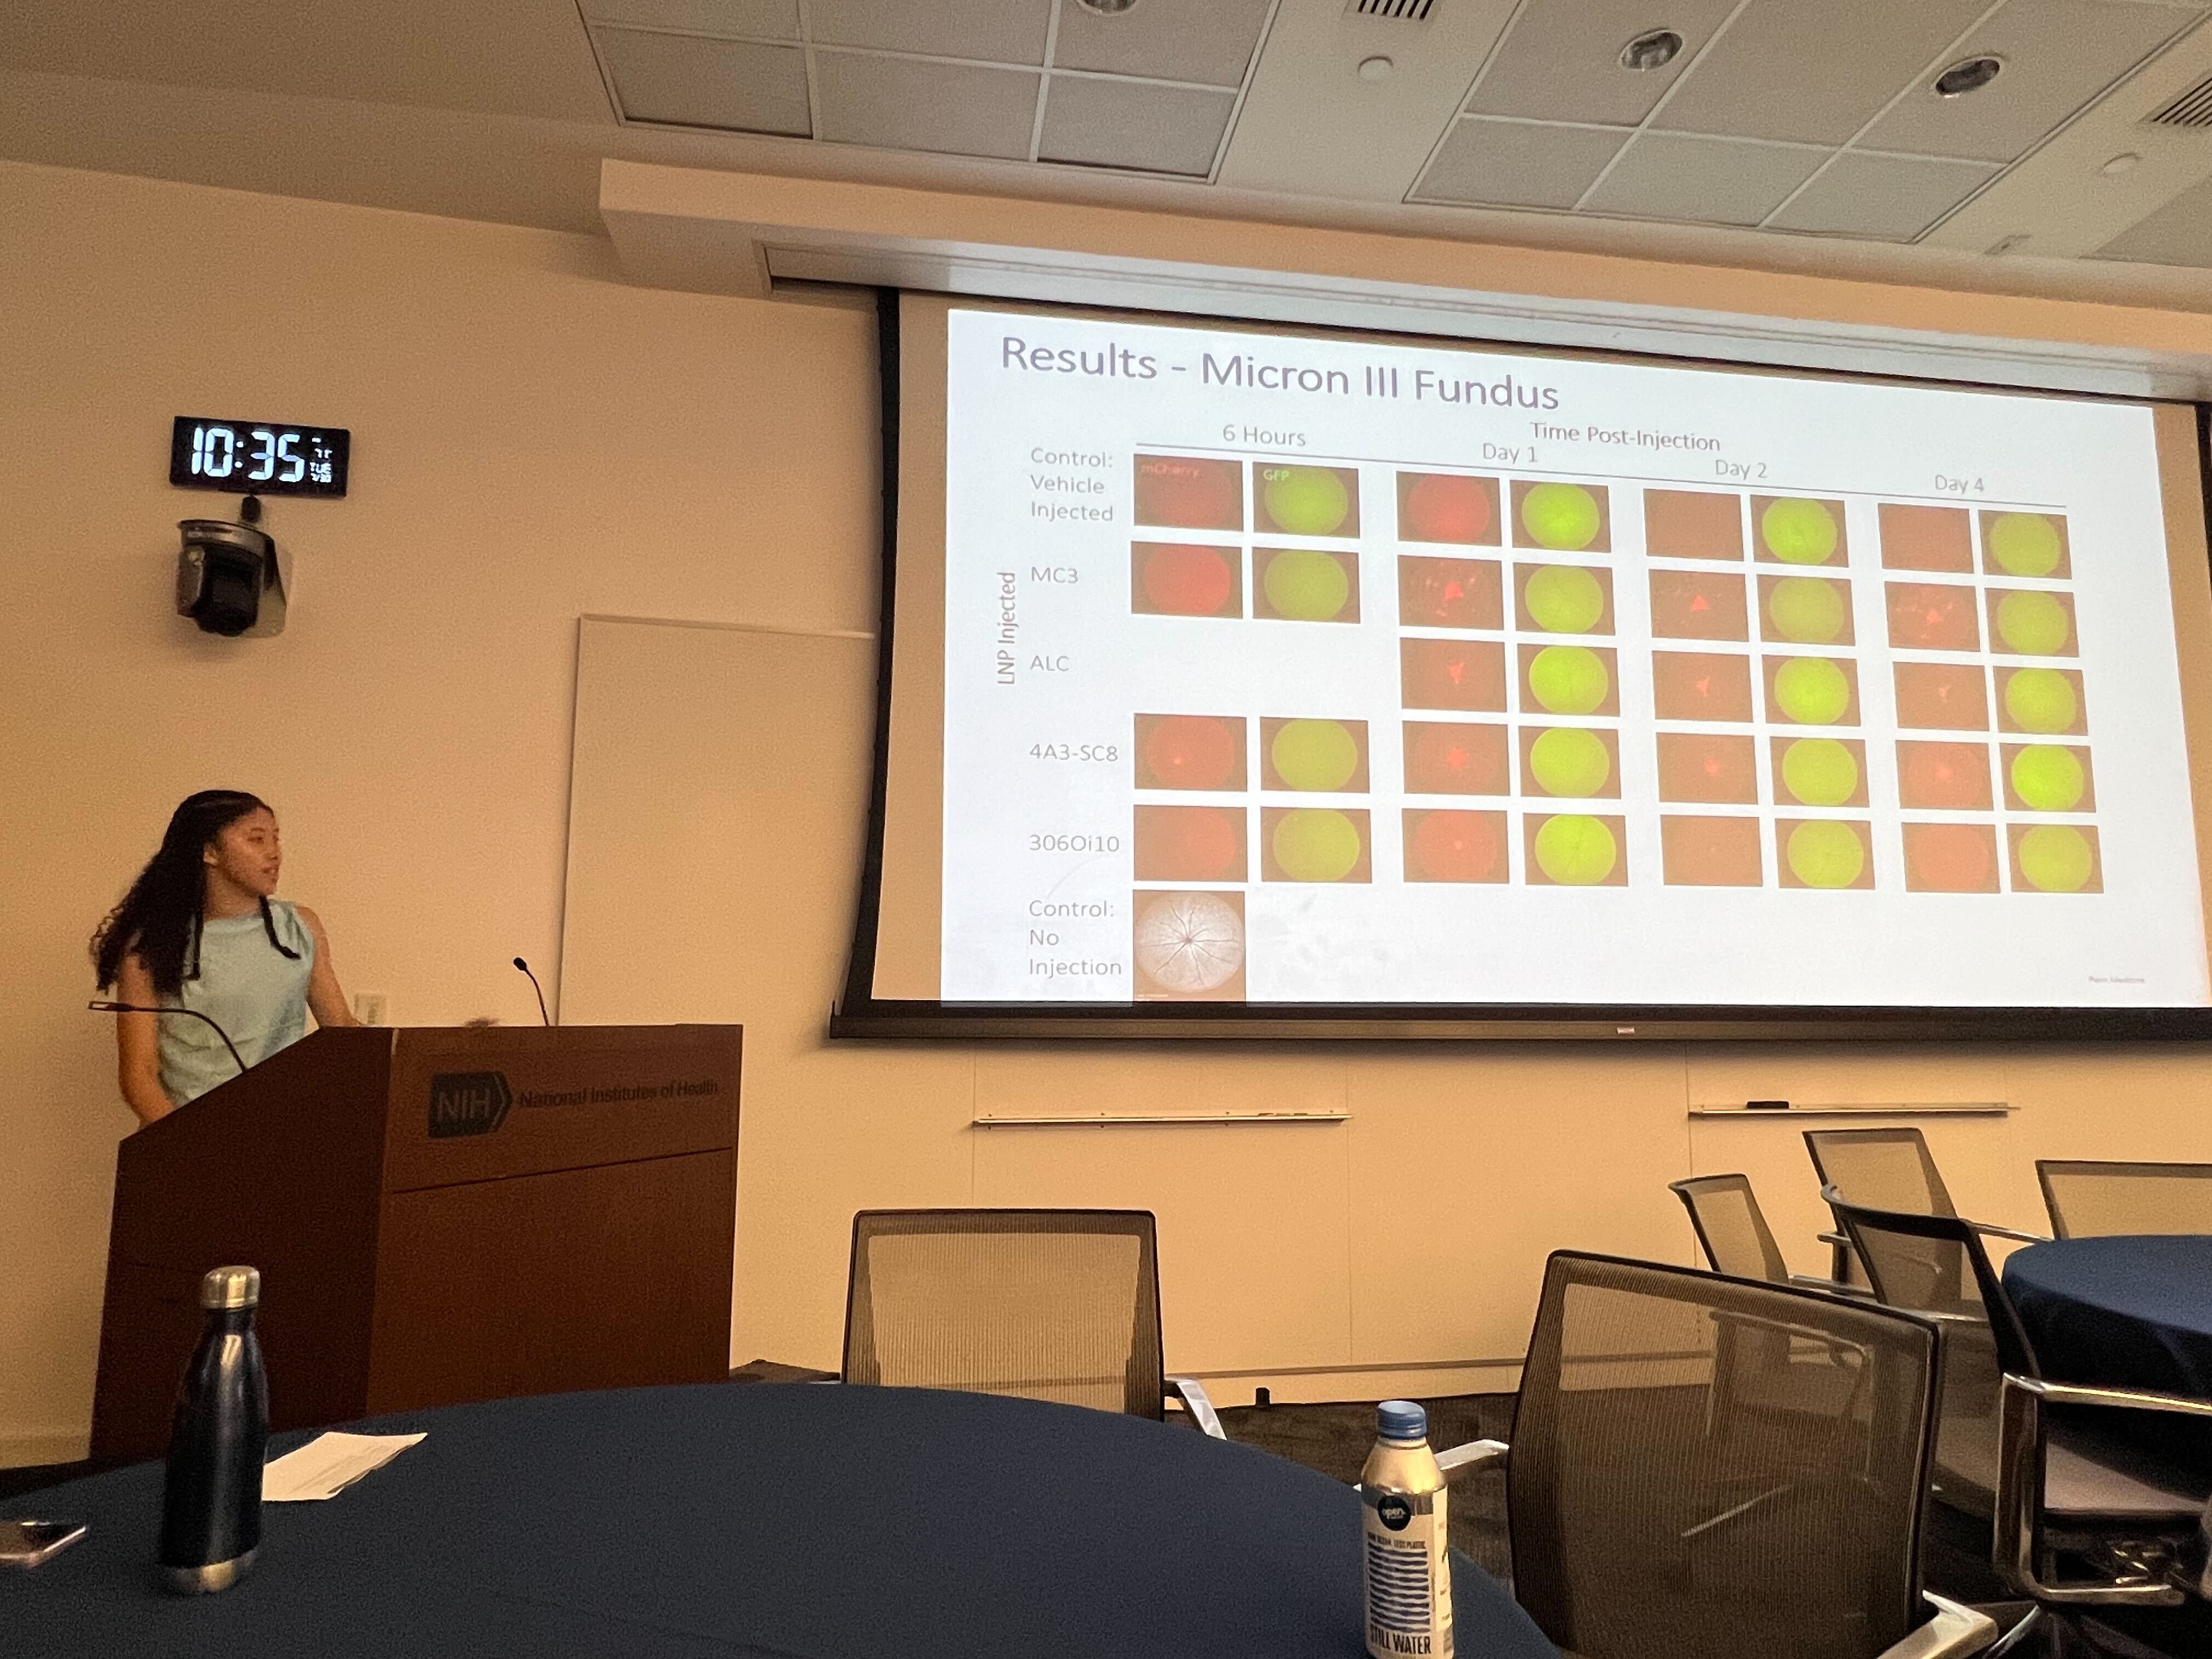 10:35
TUE
Results - Micron III Fundus
Time Post-Injection
6 Hours
Day 1
Day 2
Day 4
Control:
Vehicle
Injected
mCherry
GFP
LNP Injected
MC3
ALC
4A3-SC8
306Oi10
Control:
No
Injection
Penn Medicine
NIH National Institutes of Health
open
STILL WATER